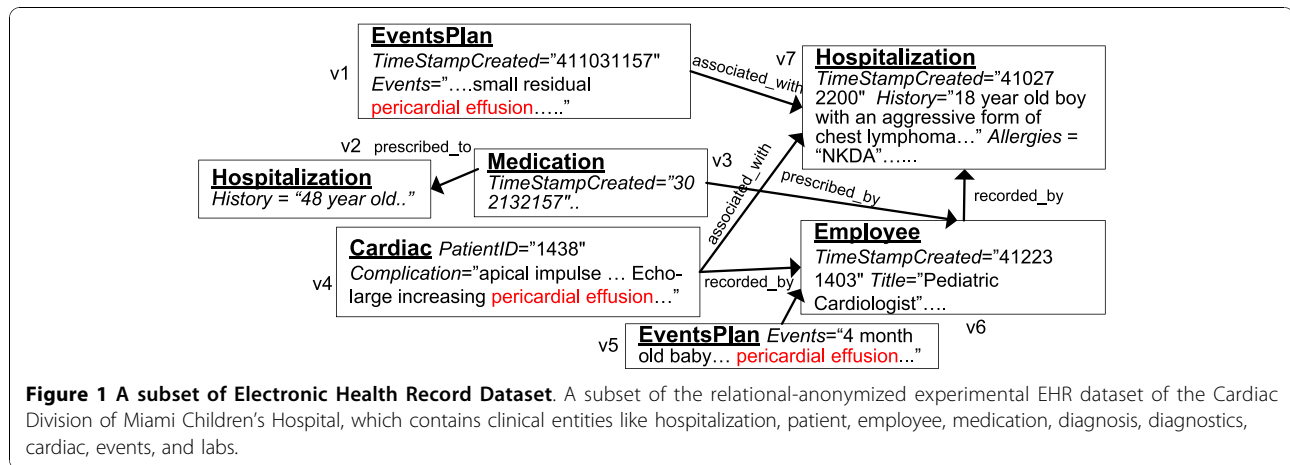 EventsPlan
TimeStampCreated="411031157"
Events="….small residual
pericardial effusion….."
v1
associated_with
v7
Hospitalization
TimeStampCreated="41027
2200" History="18 year old boy
with an aggressive form of
chest lymphoma…" Allergies =
"NKDA"…...
v2
prescribed_to
Hospitalization
History = "48 year old.."
Medication
TimeStampCreated="30
2132157"..
v3
associated_with
prescribed_by
recorded_by
Cardiac PatientID="1438"
Complication="apical impulse … Echo-
large increasing pericardial effusion…"
v4
recorded_by
Employee
TimeStampCreated="41223
1403" Title="Pediatric
Cardiologist"….
v6
v5
EventsPlan Events="4 month
old baby… pericardial effusion..."
Figure 1 A subset of Electronic Health Record Dataset. A subset of the relational-anonymized experimental EHR dataset of the Cardiac
Division of Miami Children's Hospital, which contains clinical entities like hospitalization, patient, employee, medication, diagnosis, diagnostics,
cardiac, events, and labs.